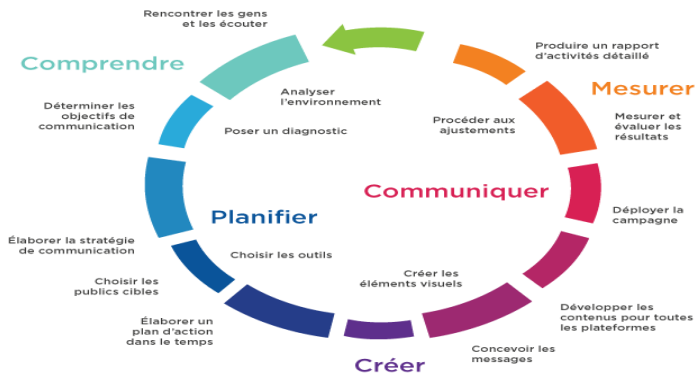 Rencontrer les gens
et les écouter
Comprendre
Analyser
l'environnement
Déterminer les
objectifs de
communication
Poser un diagnostic
Planifier
Élaborer la stratégie
de communication
Choisir les outils
Choisir les
publics cibles
Élaborer un
plan d'action
dans le temps
Créer
Créer les
éléments visuels
Concevoir les
messages
Développer les
contenus pour toutes
les plateformes
Communiquer
Déployer la
campagne
Mesurer
Mesurer et
évaluer les
résultats
Procéder aux
ajustements
Produire un rapport
d'activités détaillé